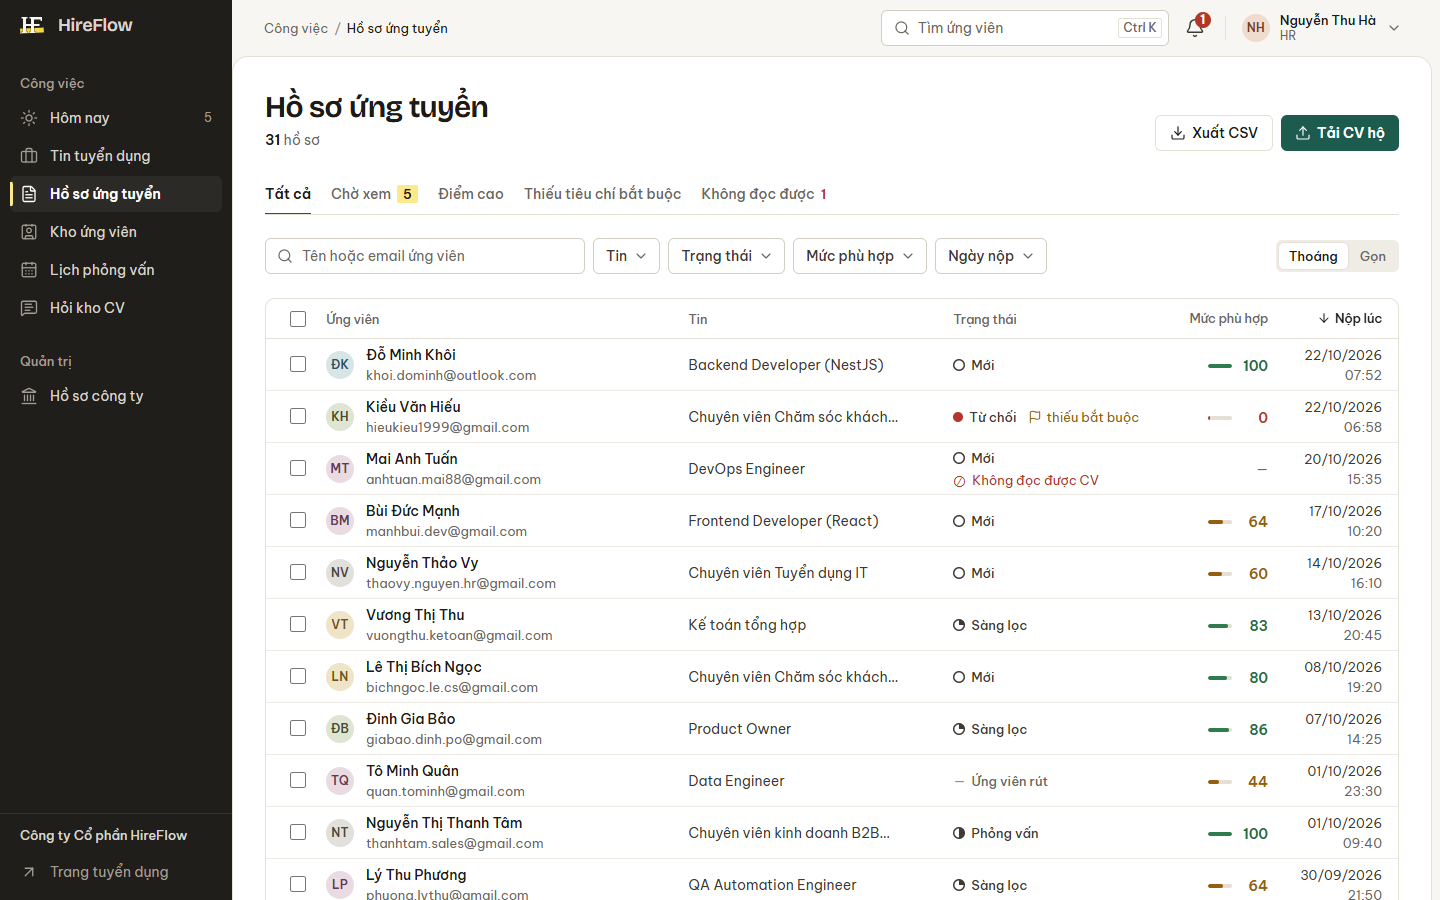 HF HireFlow
Công việc / Hồ sơ ứng tuyển
Tìm ứng viên Ctrl K
1
NH Nguyễn Thu Hà
HR
Công việc
Hôm nay 5
Tin tuyển dụng
Hồ sơ ứng tuyển
Kho ứng viên
Lịch phỏng vấn
Hỏi kho CV
Quản trị
Hồ sơ công ty
Công ty Cổ phần HireFlow
Trang tuyển dụng
Hồ sơ ứng tuyển
31 hồ sơ
Xuất CSV Tải CV hộ
Tất cả Chờ xem 5 Điểm cao Thiếu tiêu chí bắt buộc Không đọc được 1
Tên hoặc email ứng viên Tin Trạng thái Mức phù hợp Ngày nộp Thoáng Gọn
Ứng viên Tin Trạng thái Mức phù hợp Nộp lúc
ĐK Đỗ Minh Khôi Backend Developer (NestJS) Mới 100 22/10/2026
khoi.dominh@outlook.com 07:52
KH Kiều Văn Hiếu Chuyên viên Chăm sóc khách... Từ chối thiếu bắt buộc 0 22/10/2026
hieukieu1999@gmail.com 06:58
MT Mai Anh Tuấn DevOps Engineer Mới – 20/10/2026
anhtuan.mai88@gmail.com Không đọc được CV 15:35
BM Bùi Đức Mạnh Frontend Developer (React) Mới 64 17/10/2026
manhbui.dev@gmail.com 10:20
NV Nguyễn Thảo Vy Chuyên viên Tuyển dụng IT Mới 60 14/10/2026
thaovy.nguyen.hr@gmail.com 16:10
VT Vương Thị Thu Kế toán tổng hợp Sàng lọc 83 13/10/2026
vuongthu.ketoan@gmail.com 20:45
LN Lê Thị Bích Ngọc Chuyên viên Chăm sóc khách... Mới 80 08/10/2026
bichngoc.le.cs@gmail.com 19:20
ĐB Đinh Gia Bảo Product Owner Sàng lọc 86 07/10/2026
giabao.dinh.po@gmail.com 14:25
TQ Tô Minh Quân Data Engineer – Ứng viên rút 44 01/10/2026
quan.tominh@gmail.com 23:30
NT Nguyễn Thị Thanh Tâm Chuyên viên kinh doanh B2B... Phỏng vấn 100 01/10/2026
thanhtam.sales@gmail.com 09:40
LP Lý Thu Phương QA Automation Engineer Sàng lọc 64 30/09/2026
phuong.lythu@gmail.com 21:50